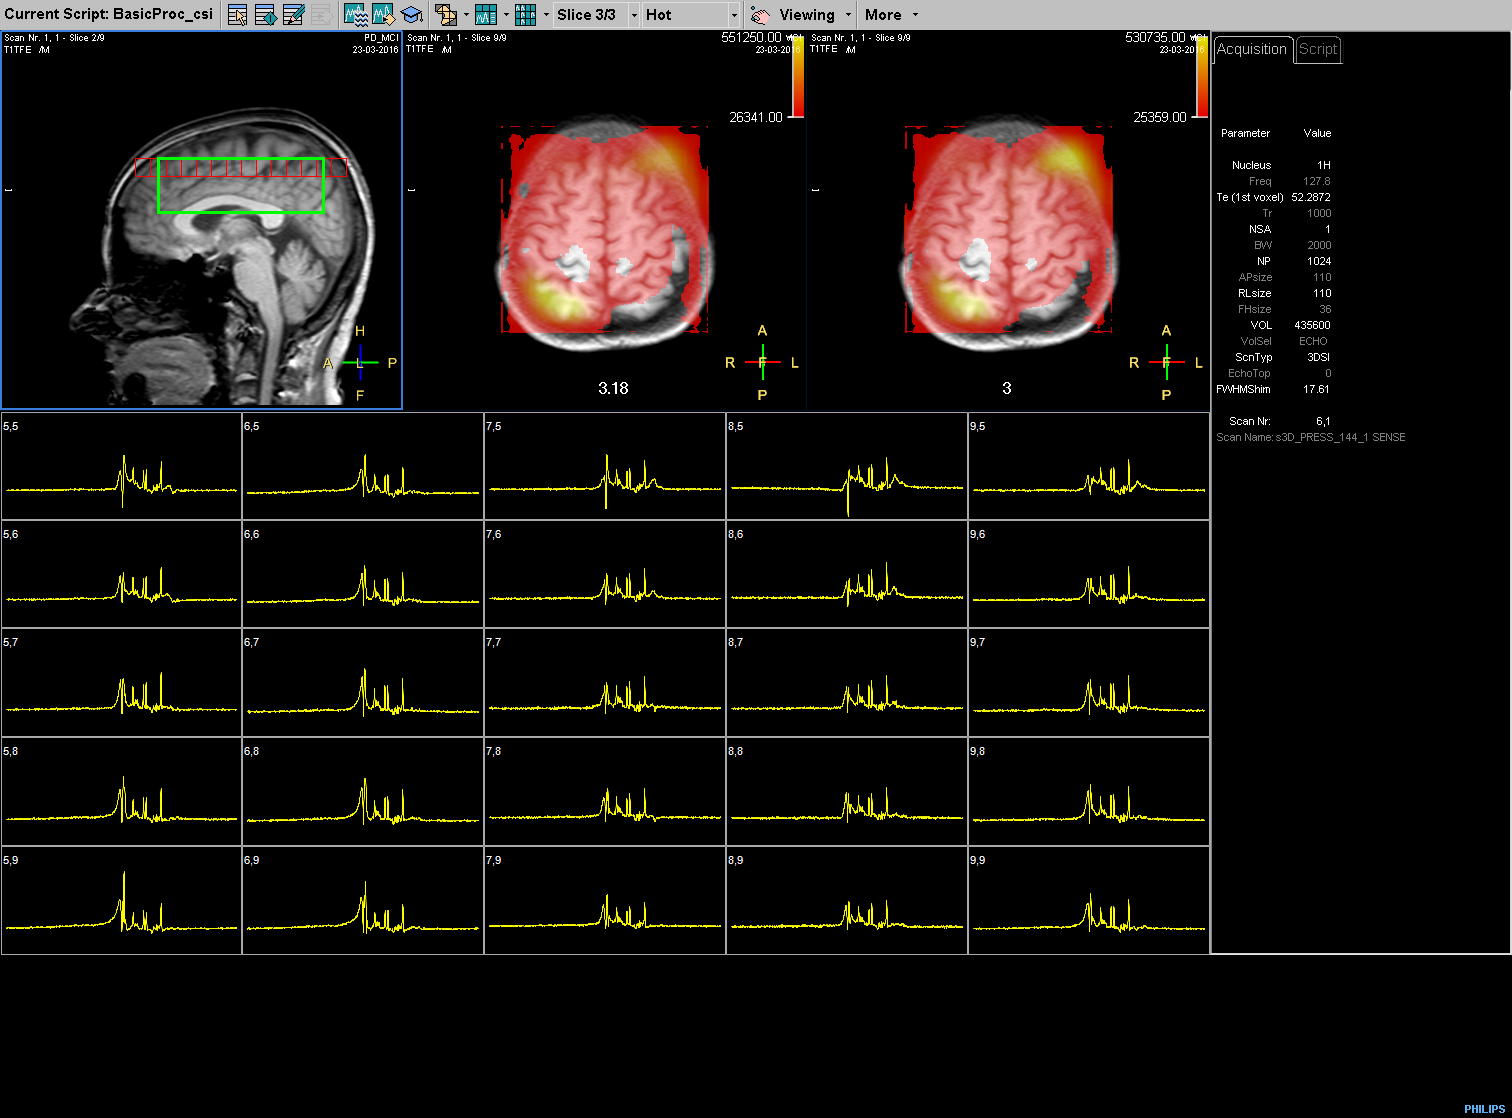 Current Script: BasicProc_csi
Slice 3/3
Hot
Viewing
More
Scan Nr. 1, 1 - Slice 2/9
PD_MCI
T1TFE /M
23-03-2016
H
A L P
F
Scan Nr. 1, 1 - Slice 9/9
551250.00
T1TFE /M
23-03-2016
26341.00
A
R F L
P
3.18
Scan Nr. 1, 1 - Slice 9/9
530735.00
T1TFE /M
23-03-2016
25359.00
A
R F L
P
3
Acquisition
Script
Parameter Value
Nucleus 1H
Freq 127.8
Te (1st voxel) 52.2872
Tr 1000
NSA 1
BW 2000
NP 1024
APsize 110
RLsize 110
FHsize 36
VOL 435600
VolSel ECHO
ScnTyp 3DSI
EchoTop 0
FWHMShim 17.61
Scan Nr: 6,1
Scan Name: s3D_PRESS_144_1 SENSE
5,5 6,5 7,5 8,5 9,5
5,6 6,6 7,6 8,6 9,6
5,7 6,7 7,7 8,7 9,7
5,8 6,8 7,8 8,8 9,8
5,9 6,9 7,9 8,9 9,9
PHILIPS